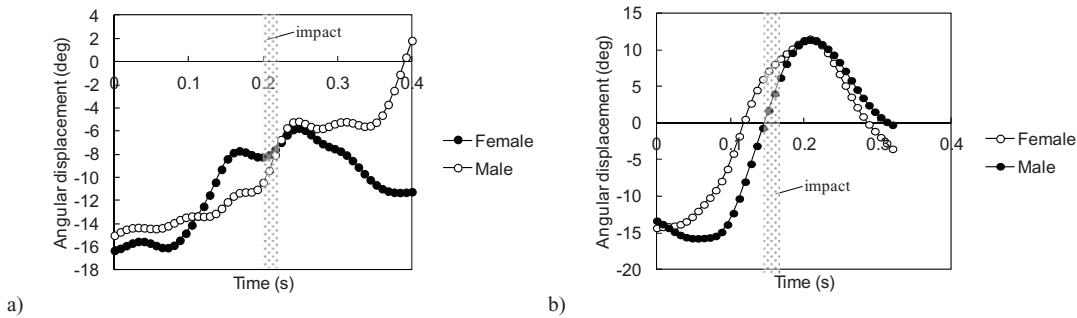 4
2
0
-2
-4
-6
-8
-10
-12
-14
-16
-18
0
0.1
0.2
0.3
0.4
Angular displacement (deg)
Time (s)
impact
Female
Male
a)
15
10
5
0
-5
-10
-15
-20
0
0.1
0.2
0.3
0.4
Angular displacement (deg)
Time (s)
impact
Female
Male
b)